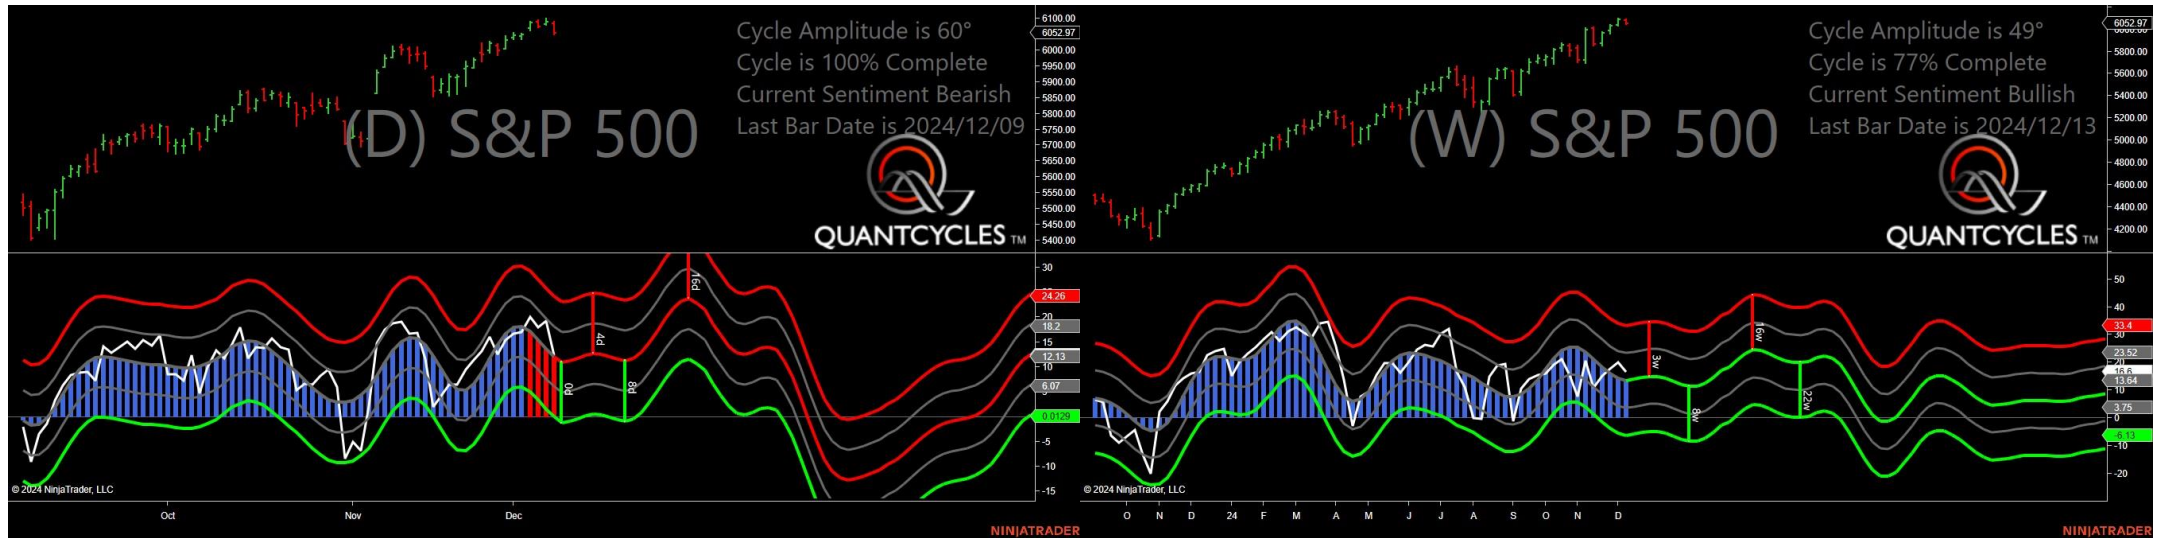 Cycle Amplitude is 60°
Cycle is 100% Complete
Current Sentiment Bearish
Last Bar Date is 2024/12/09
(D) S&P 500
QUANTCYCLES TM
6100.00
6052.97
6000.00
5950.00
5900.00
5850.00
5800.00
5750.00
5700.00
5650.00
5600.00
5550.00
5500.00
5450.00
5400.00
30
24.26
20
18.2
15
12.13
10
6.07
0.0129
-5
-10
-15
0d
4d
8d
16d
© 2024 NinjaTrader, LLC
Oct Nov Dec
NINJATRADER
Cycle Amplitude is 49°
Cycle is 77% Complete
Current Sentiment Bullish
Last Bar Date is 2024/12/13
(W) S&P 500
QUANTCYCLES TM
6052.97
6000.00
5800.00
5600.00
5400.00
5200.00
5000.00
4800.00
4600.00
4400.00
4200.00
50
40
33.4
30
23.52
20
16.6
13.64
10
3.75
0
-6.13
-10
-20
3w
8w
16w
22w
© 2024 NinjaTrader, LLC
O N D 24 F M A M J J A S O N D
NINJATRADER